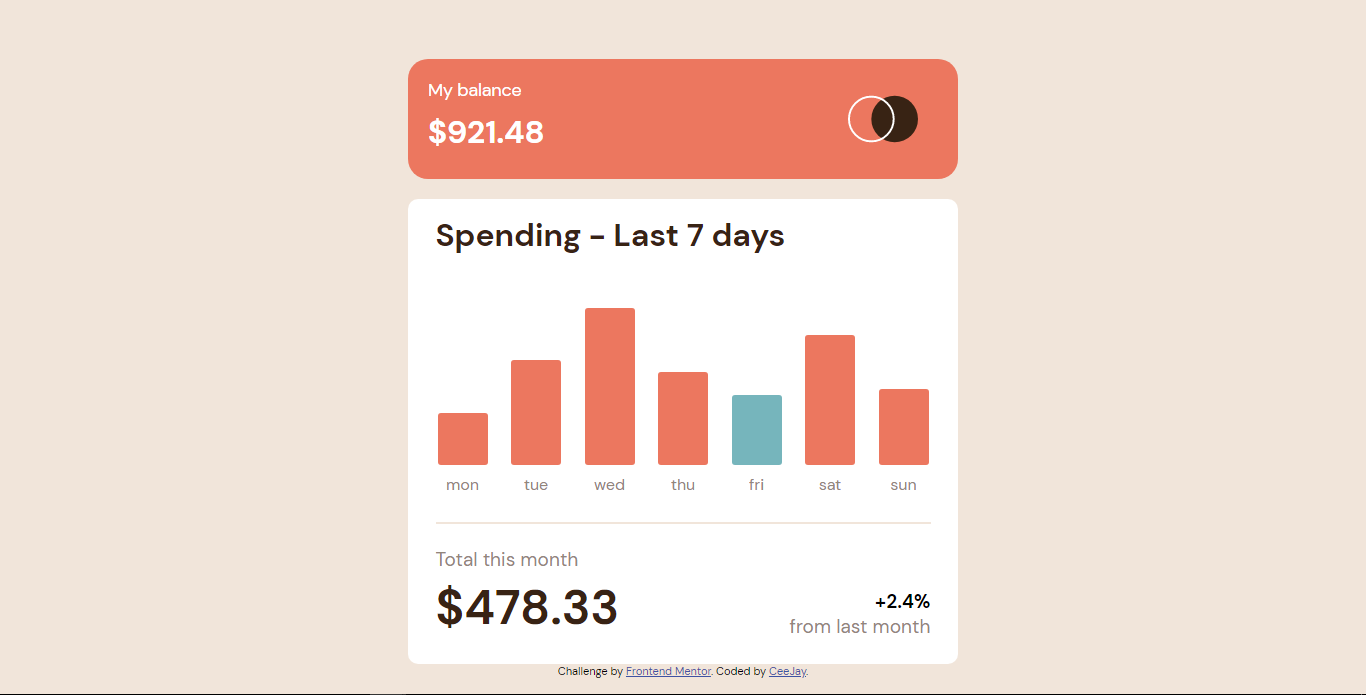 My balance
$921.48
Spending - Last 7 days
mon tue wed thu fri sat sun
Total this month
$478.33
+2.4%
from last month
Challenge by Frontend Mentor. Coded by CeeJay.